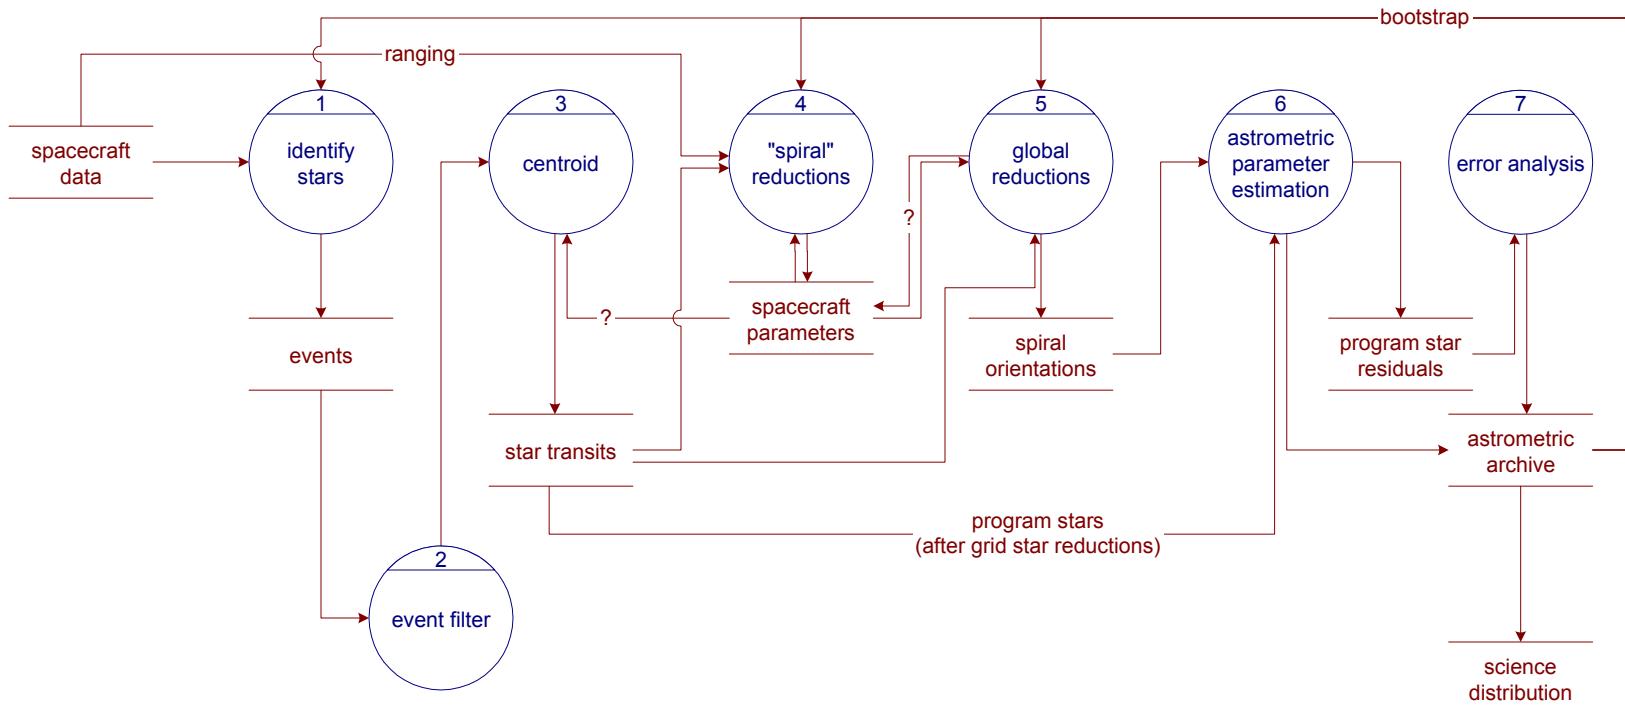 bootstrap
ranging
1
identify
stars
3
centroid
4
"spiral"
reductions
5
global
reductions
6
astrometric
parameter
estimation
7
error analysis
spacecraft
data
?
?
spacecraft
parameters
events
spiral
orientations
program star
residuals
star transits
astrometric
archive
program stars
(after grid star reductions)
2
event filter
science
distribution